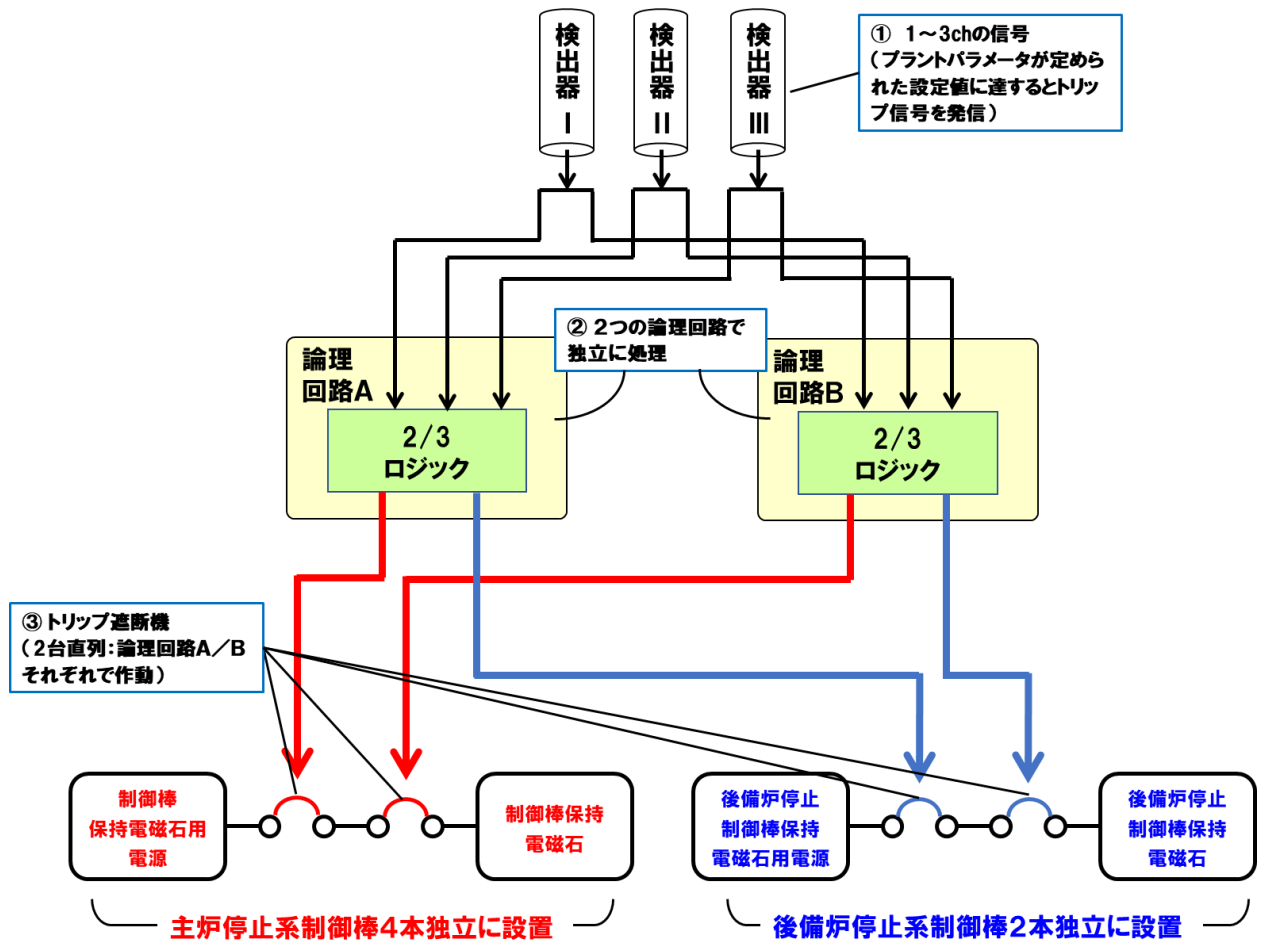 検出器 Ⅰ
検出器 Ⅱ
検出器 Ⅲ
① 1～3chの信号
（プラントパラメータが定めら
れた設定値に達するとトリッ
プ信号を発信）
② 2つの論理回路で
独立に処理
論理
回路A
2/3
ロジック
論理
回路B
2/3
ロジック
③トリップ遮断機
（2台直列：論理回路A／B
それぞれで作動）
制御棒
保持電磁石用
電源
制御棒保持
電磁石
後備炉停止
制御棒保持
電磁石用電源
後備炉停止
制御棒保持
電磁石
主炉停止系制御棒4本独立に設置
後備炉停止系制御棒2本独立に設置